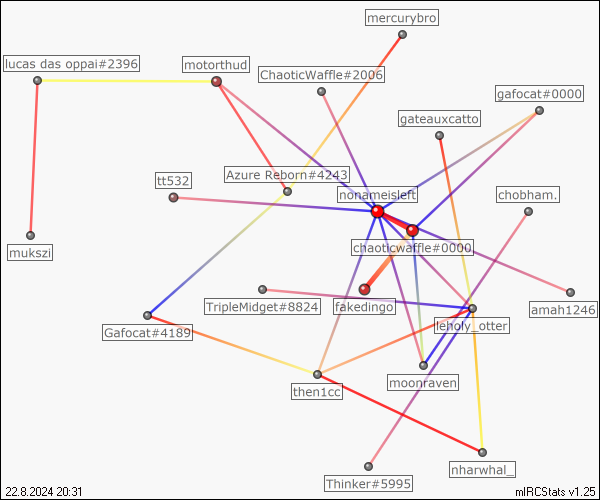 mercurybro
lucas das oppai#2396
motorthud
ChaoticWaffle#2006
gafocat#0000
gateauxcatto
Azure Reborn#4243
tt532
nonameisleft
chobham.
mukszi
chaoticwaffle#0000
TripleMidget#8824
fakedingo
amah1246
leholy_otter
Gafocat#4189
moonraven
then1cc
nharwhal_
Thinker#5995
22.8.2024 20:31
mIRCStats v1.25